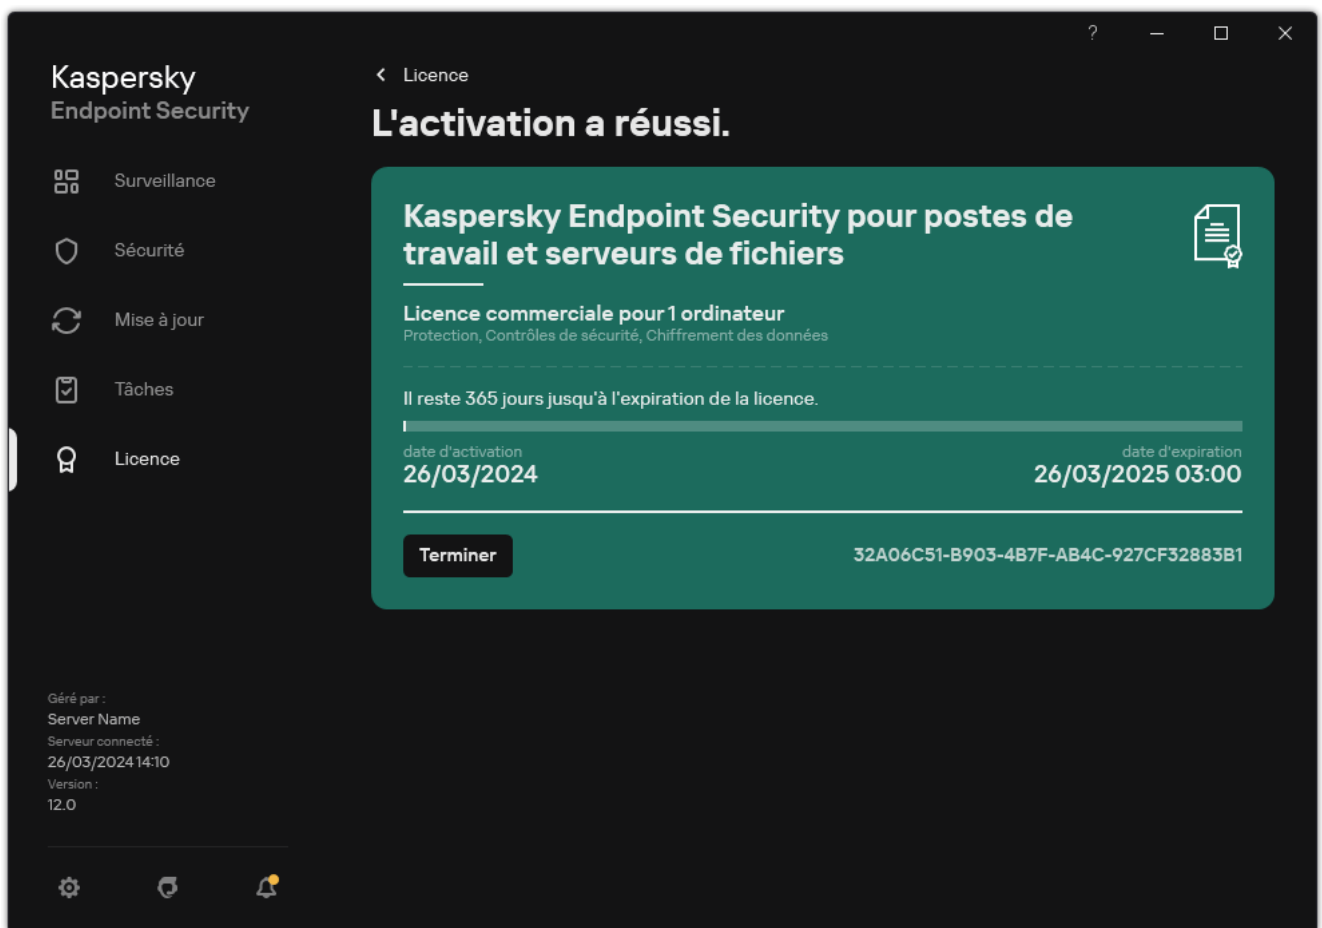 ?
Kaspersky
Endpoint Security
Surveillance
Sécurité
Mise à jour
Tâches
Licence
Géré par :
Server Name
Serveur connecté :
26/03/2024 14:10
Version :
12.0
Licence
L'activation a réussi.
Kaspersky Endpoint Security pour postes de
travail et serveurs de fichiers
Licence commerciale pour 1 ordinateur
Protection, Contrôles de sécurité, Chiffrement des données
Il reste 365 jours jusqu'à l'expiration de la licence.
date d'activation
26/03/2024
date d'expiration
26/03/2025 03:00
Terminer
32A06C51-B903-4B7F-AB4C-927CF32883B1